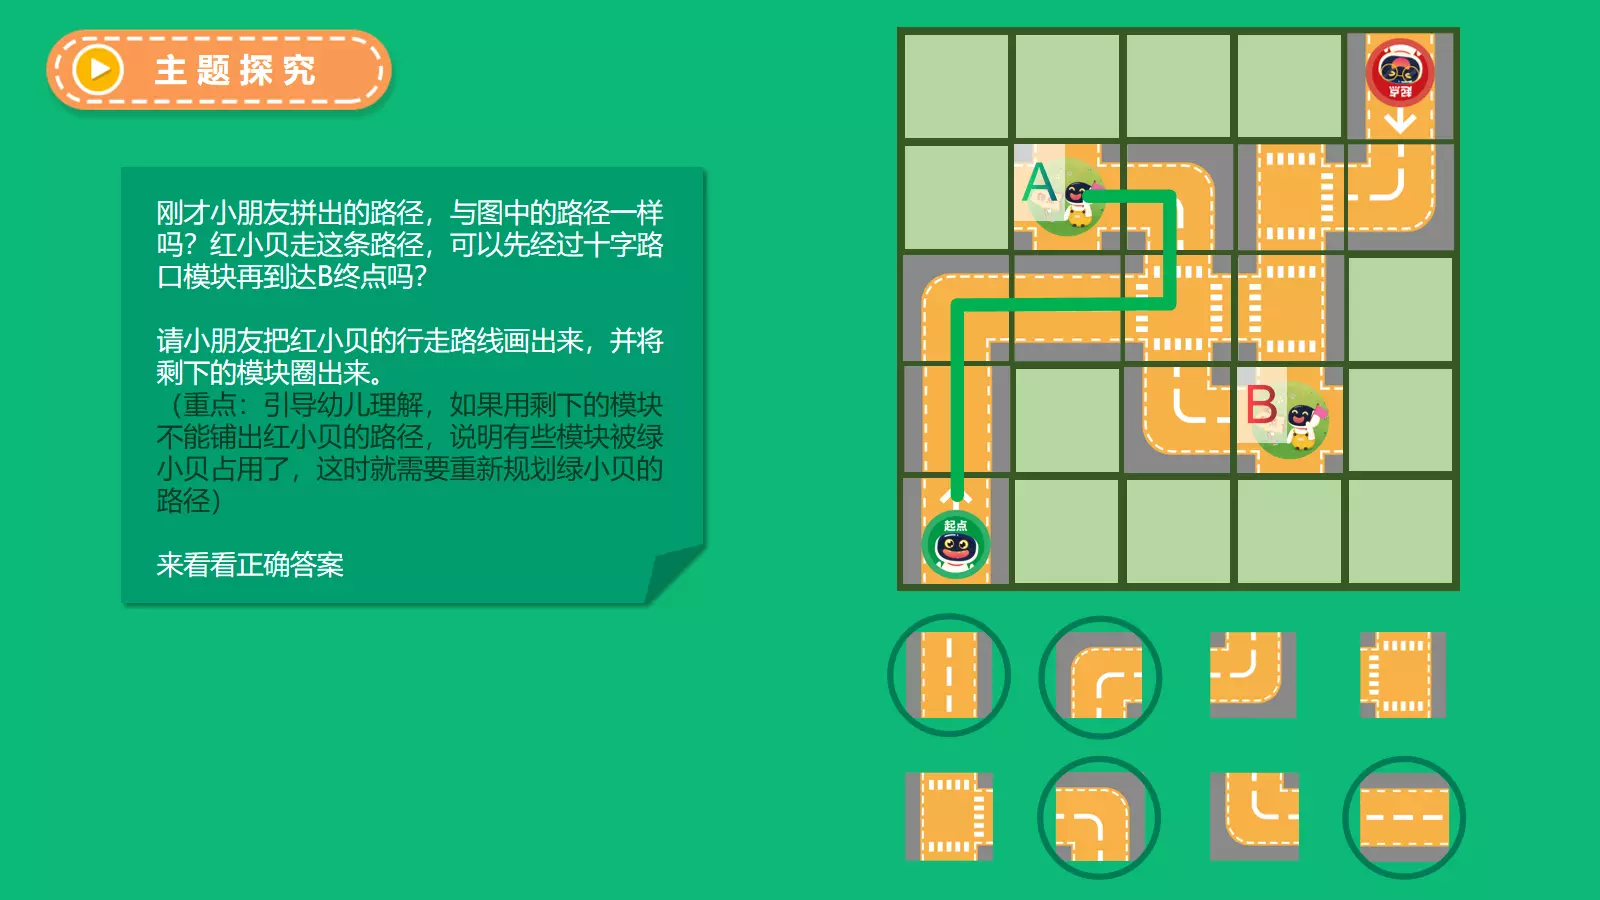 主题探究
刚才小朋友拼出的路径，与图中的路径一样
吗？红小贝走这条路径，可以先经过十字路
口模块再到达B终点吗？
请小朋友把红小贝的行走路线画出来，并将
剩下的模块圈出来。
（重点：引导幼儿理解，如果用剩下的模块
不能铺出红小贝的路径，说明有些模块被绿
小贝占用了，这时就需要重新规划绿小贝的
路径）
来看看正确答案
起点
A
B
起点